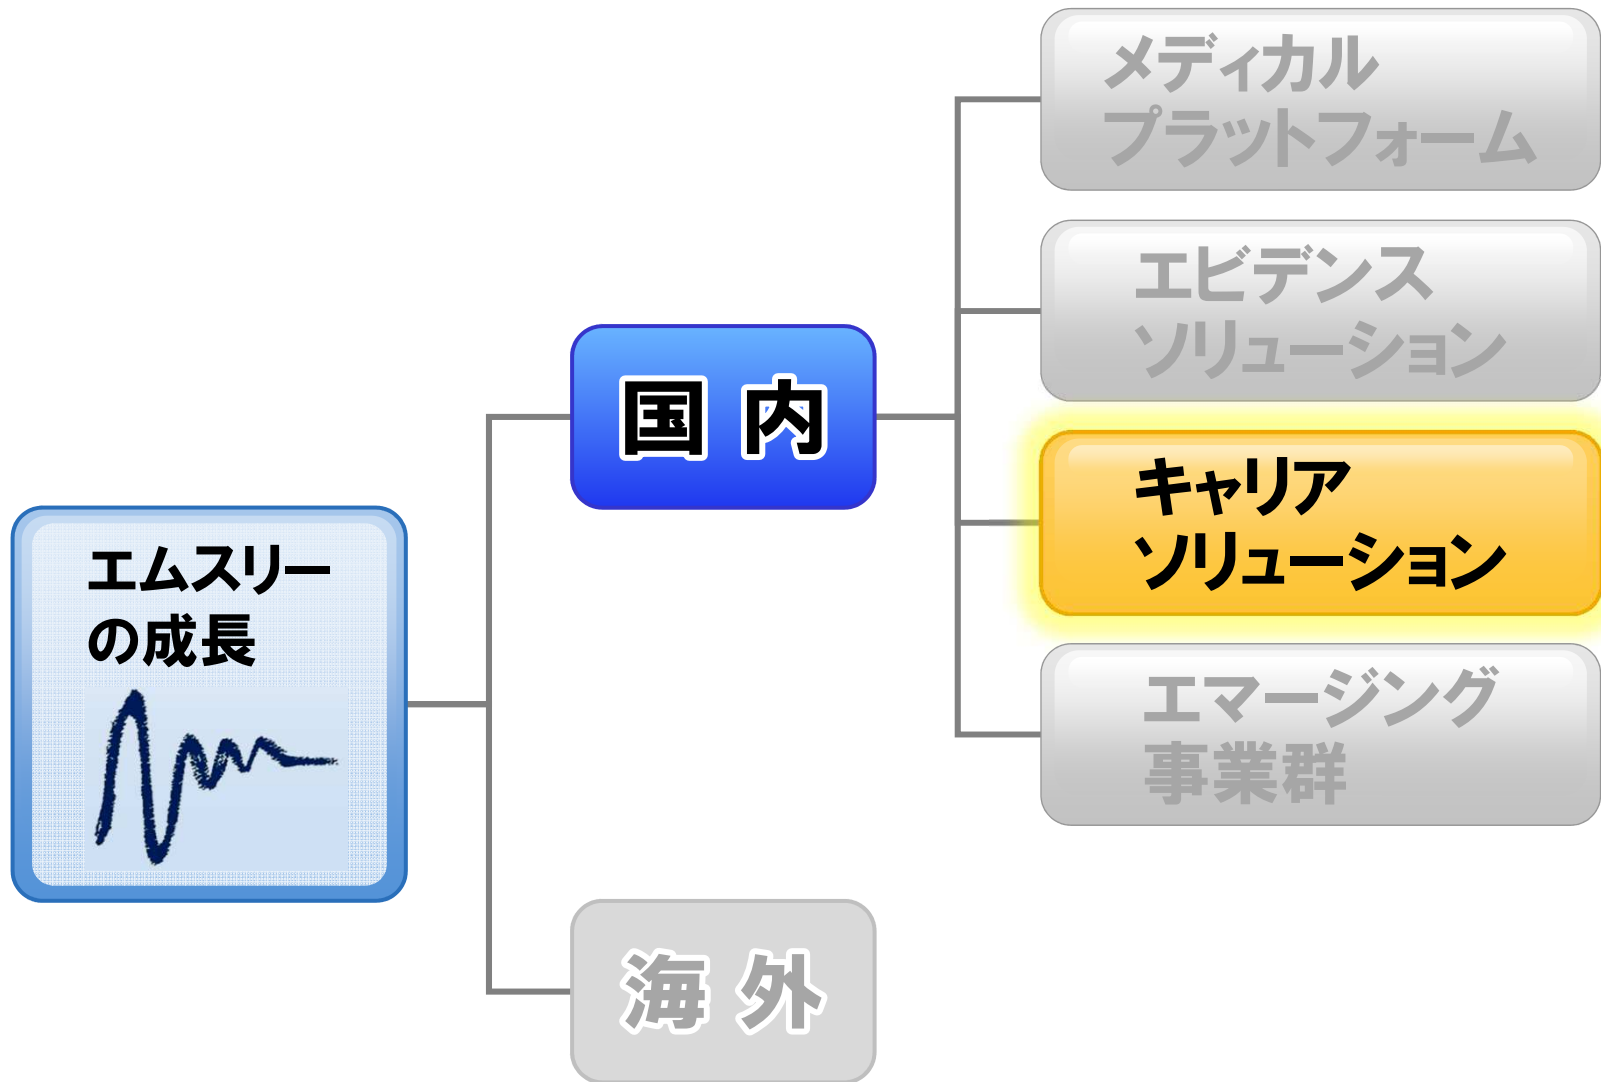 メディカル
プラットフォーム
エビデンス
ソリューション
国内
キャリア
ソリューション
エムスリー
の成長
エマージング
事業群
海外